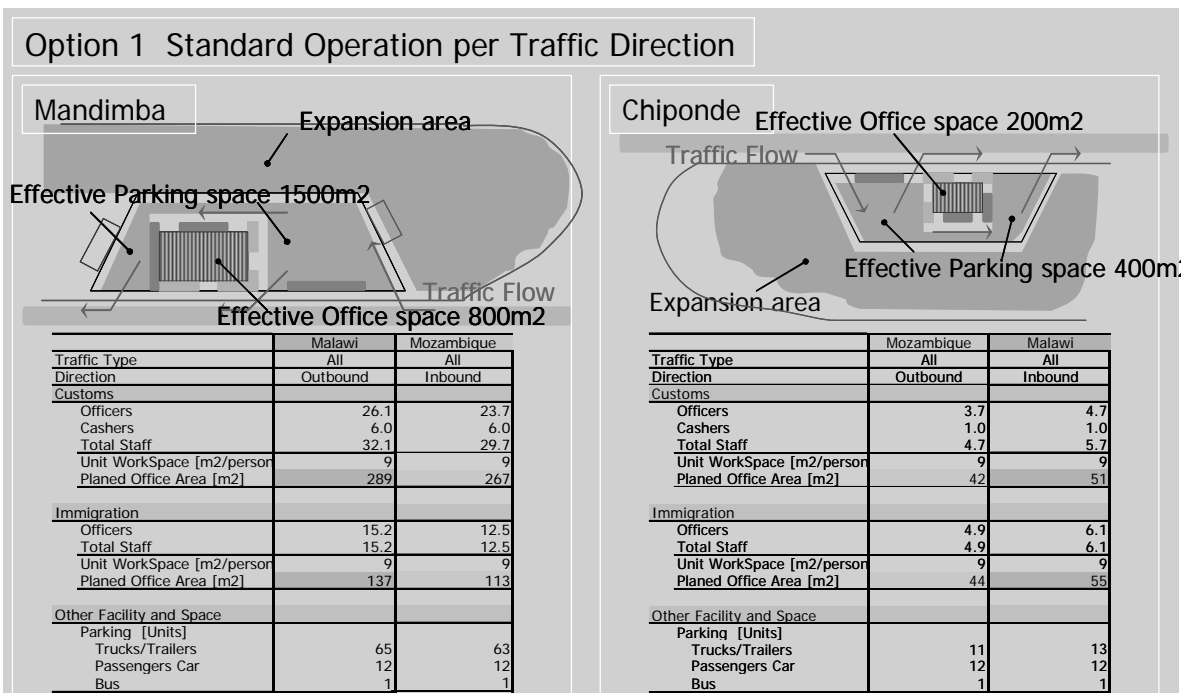 Option 1 Standard Operation per Traffic Direction
Mandimba
Expansion area
Effective Parking space 1500m2
Traffic Flow
Effective Office space 800m2
Malawi Mozambique
Traffic Type All All
Direction Outbound Inbound
Customs
Officers 26.1 23.7
Cashers 6.0 6.0
Total Staff 32.1 29.7
Unit WorkSpace [m2/person 9 9
Planed Office Area [m2] 289 267
Immigration
Officers 15.2 12.5
Total Staff 15.2 12.5
Unit WorkSpace [m2/person 9 9
Planed Office Area [m2] 137 113
Other Facility and Space
Parking [Units]
Trucks/Trailers 65 63
Passengers Car 12 12
Bus 1 1
Chiponde
Effective Office space 200m2
Traffic Flow
Effective Parking space 400m2
Expansion area
Mozambique Malawi
Traffic Type All All
Direction Outbound Inbound
Customs
Officers 3.7 4.7
Cashers 1.0 1.0
Total Staff 4.7 5.7
Unit WorkSpace [m2/person 9 9
Planed Office Area [m2] 42 51
Immigration
Officers 4.9 6.1
Total Staff 4.9 6.1
Unit WorkSpace [m2/person 9 9
Planed Office Area [m2] 44 55
Other Facility and Space
Parking [Units]
Trucks/Trailers 11 13
Passengers Car 12 12
Bus 1 1